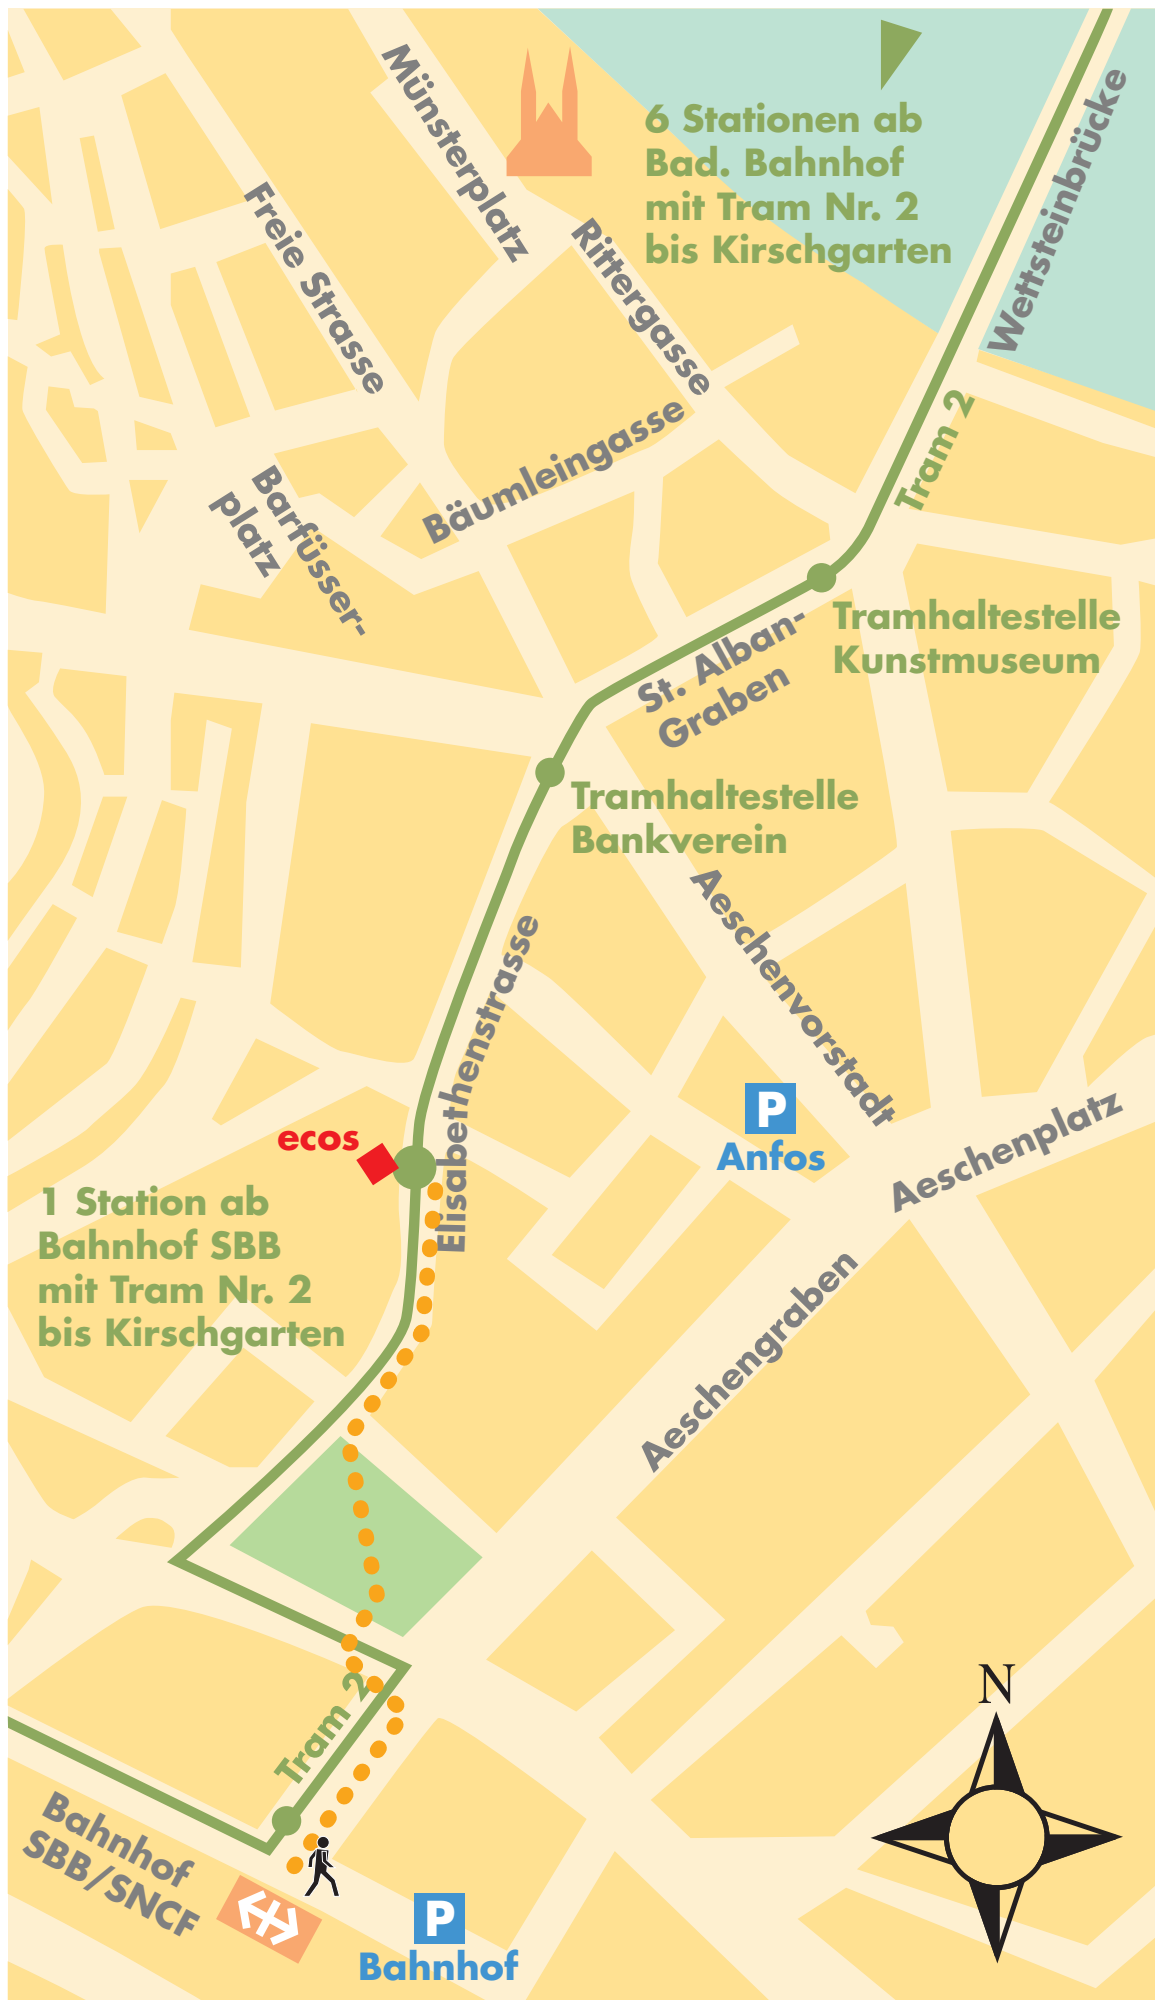 Münsterplatz
6 Stationen ab
Bad. Bahnhof
mit Tram Nr. 2
bis Kirschgarten
Wettsteinbrücke
Freie Strasse
Rittergasse
Tram 2
Bäumleingasse
Barfüsser-
platz
Tramhaltestelle
Kunstmuseum
St. Alban-
Graben
Tramhaltestelle
Bankverein
Aeschenvorstadt
Elisabethenstrasse
P
Anfos
Aeschenplatz
ecos
1 Station ab
Bahnhof SBB
mit Tram Nr. 2
bis Kirschgarten
Aeschengraben
N
Tram 2
Bahnhof
SBB/SNCF
P
Bahnhof